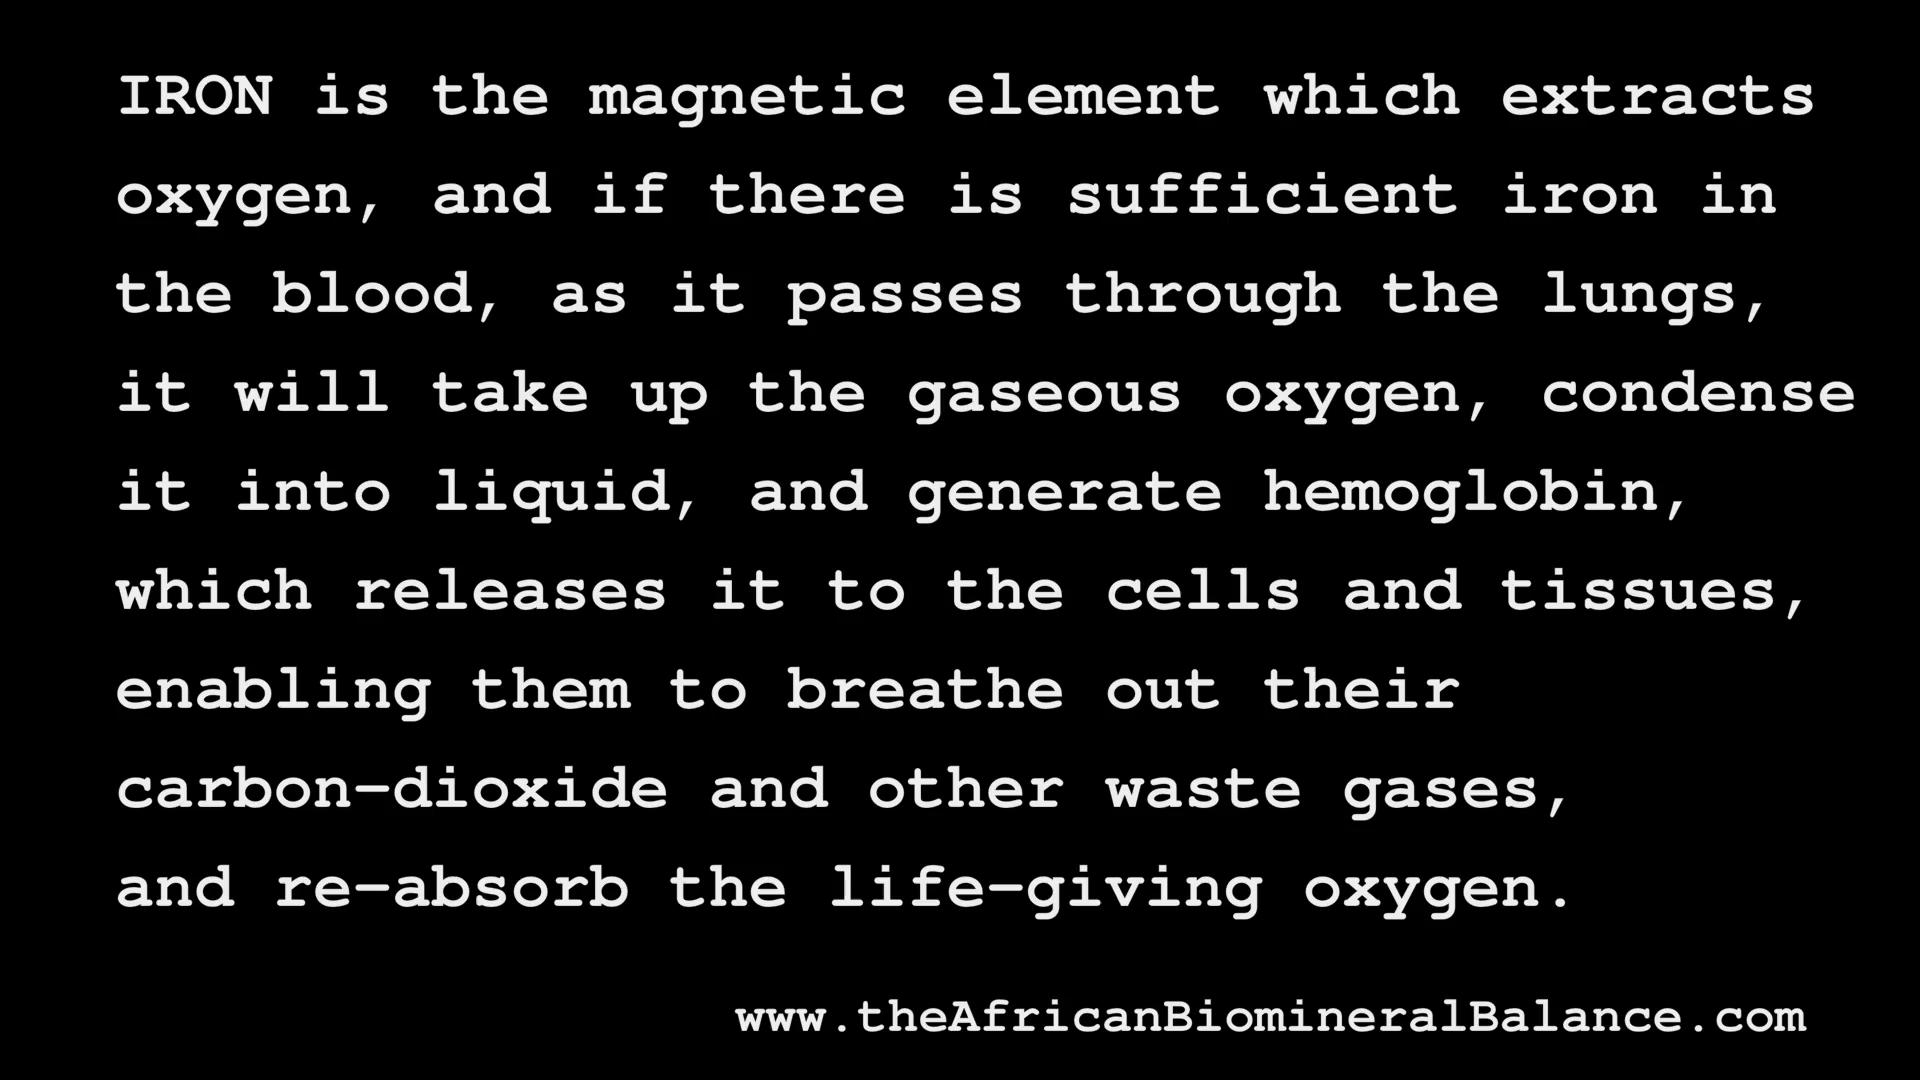 IRON is the magnetic element which extracts
oxygen, and if there is sufficient iron in
the blood, as it passes through the lungs,
it will take up the gaseous oxygen, condense
it into liquid, and generate hemoglobin,
which releases it to the cells and tissues,
enabling them to breathe out their
carbon-dioxide and other waste gases,
and re-absorb the life-giving oxygen.
www.theAfricanBiomineralBalance.com